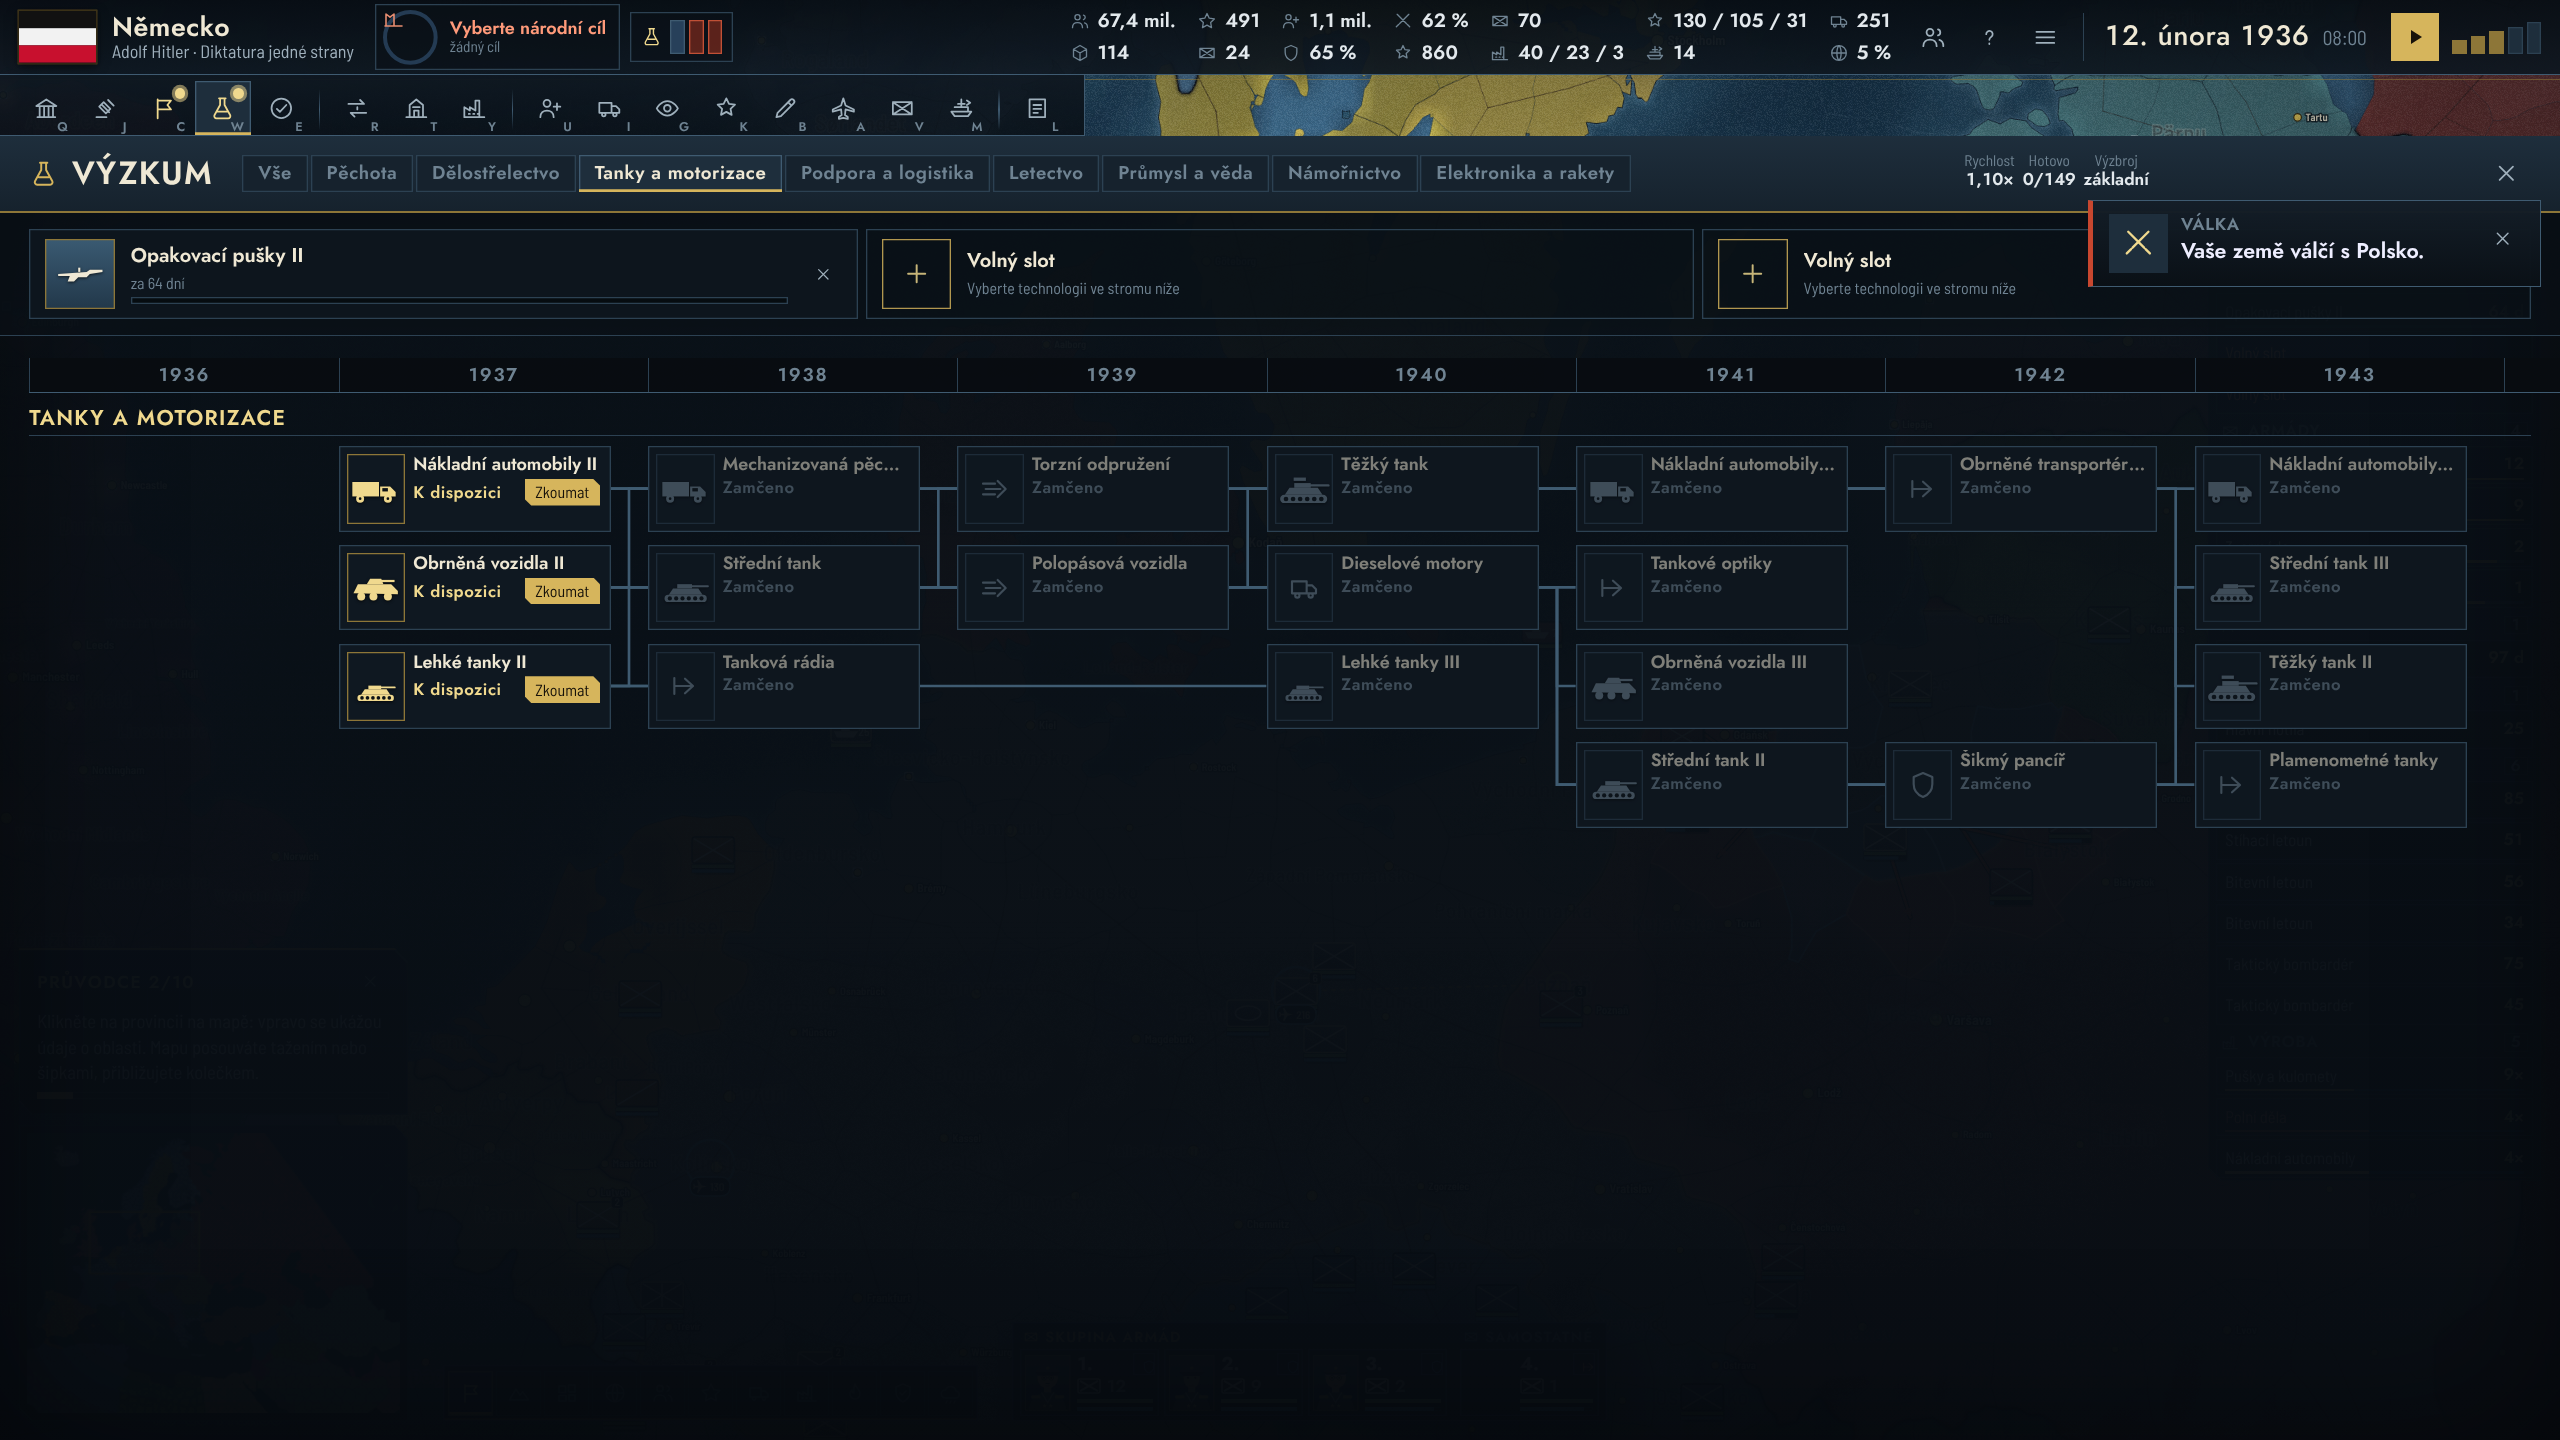 Německo
Adolf Hitler · Diktatura jedné strany
Vyberte národní cíl
žádný cíl
67,4 mil. 491 1,1 mil. 62 % 70 130 / 105 / 31 251
114 24 65 % 860 40 / 23 / 3 14 5 %
?
12. února 1936 08:00
Q J C W E R T Y U I G K B A V M L
Tartu
Pärnu
VÝZKUM
Vše Pěchota Dělostřelectvo Tanky a motorizace Podpora a logistika Letectvo Průmysl a věda Námořnictvo Elektronika a rakety
Rychlost Hotovo Výzbroj
1,10× 0/149 základní
VÁLKA
Vaše země válčí s Polsko.
Opakovací pušky II
za 64 dní
Volný slot
Vyberte technologii ve stromu níže
Volný slot
Vyberte technologii ve stromu níže
1936 1937 1938 1939 1940 1941 1942 1943
TANKY A MOTORIZACE
Nákladní automobily II
K dispozici Zkoumat
Mechanizovaná pěc...
Zamčeno
Torzní odpružení
Zamčeno
Těžký tank
Zamčeno
Nákladní automobily...
Zamčeno
Obrněné transportér...
Zamčeno
Nákladní automobily...
Zamčeno
Obrněná vozidla II
K dispozici Zkoumat
Střední tank
Zamčeno
Polopásová vozidla
Zamčeno
Dieselové motory
Zamčeno
Tankové optiky
Zamčeno
Střední tank III
Zamčeno
Lehké tanky II
K dispozici Zkoumat
Tanková rádia
Zamčeno
Lehké tanky III
Zamčeno
Obrněná vozidla III
Zamčeno
Těžký tank II
Zamčeno
Střední tank II
Zamčeno
Šikmý pancíř
Zamčeno
Plamenometné tanky
Zamčeno
PRŮVODCE 2/10